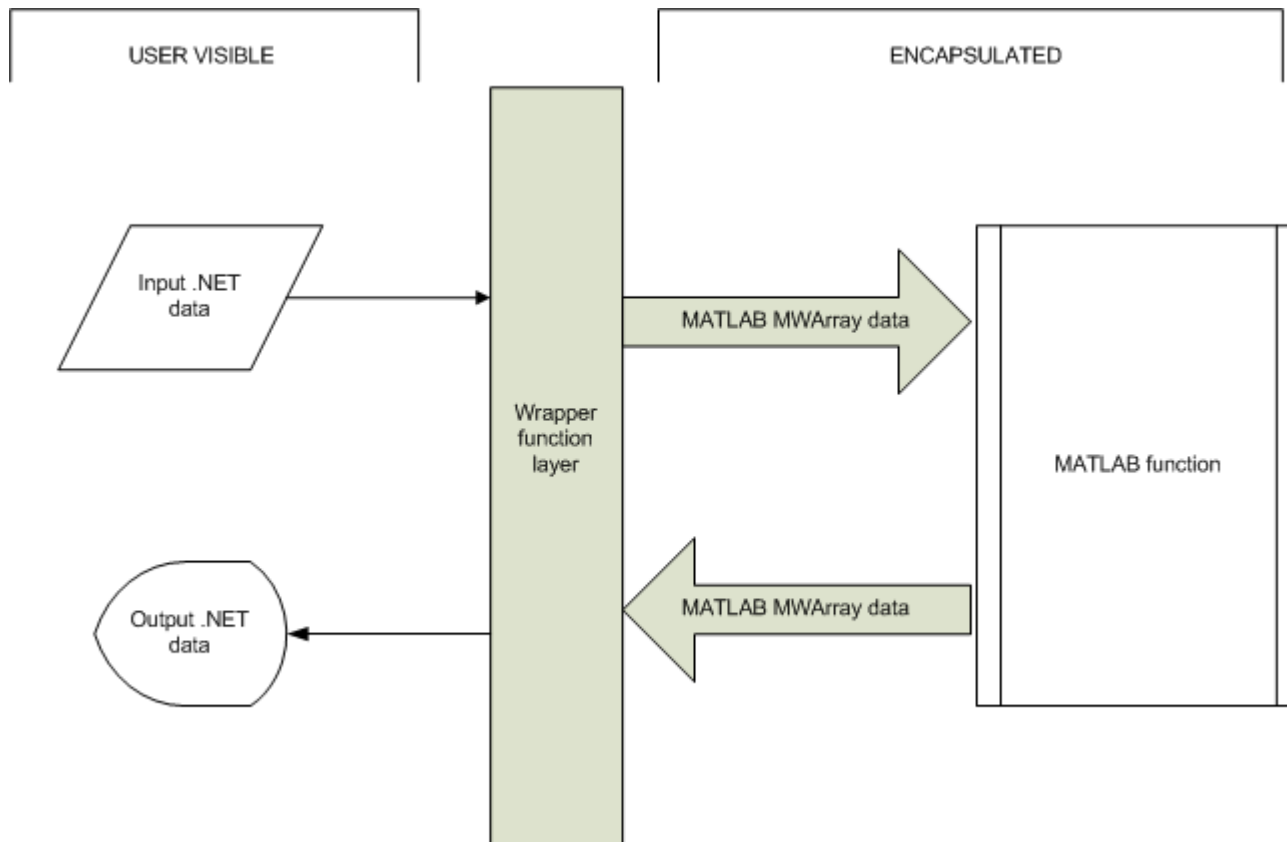 USER VISIBLE
ENCAPSULATED
Input .NET
data
MATLAB MWArray data
Wrapper
function
layer
MATLAB function
Output .NET
data
MATLAB MWArray data